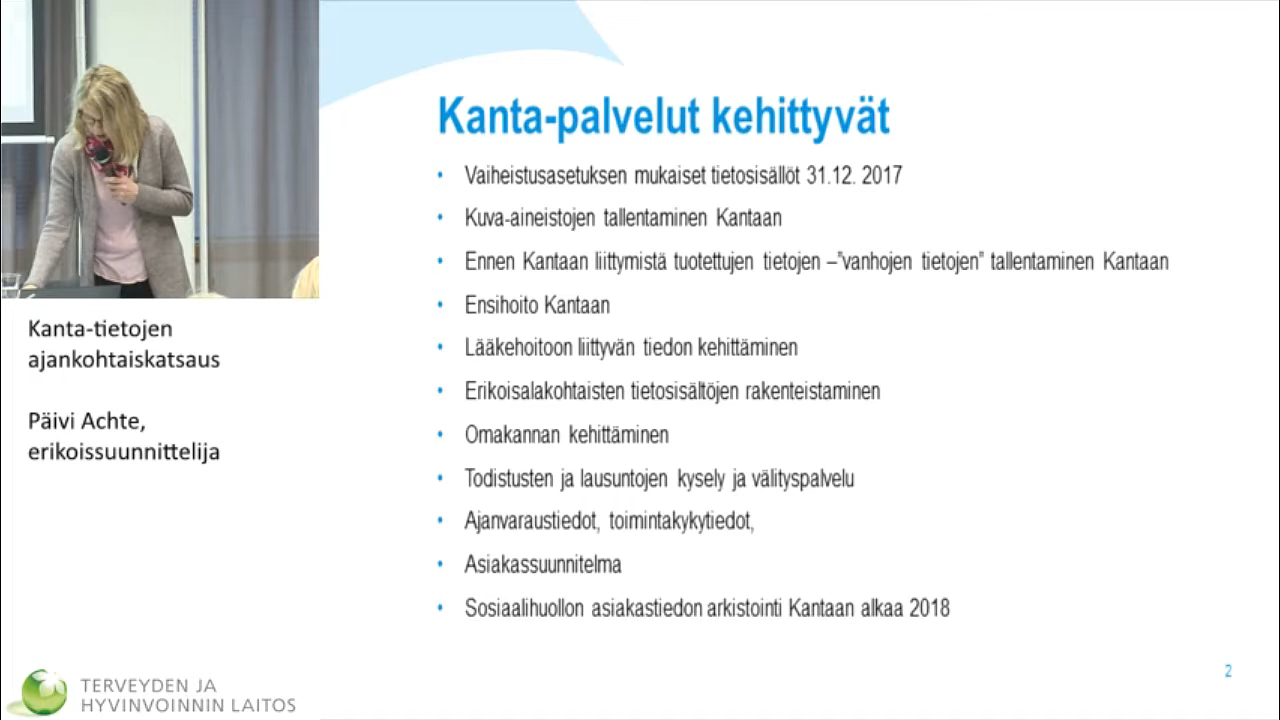 Kanta-palvelut kehittyvät
• Vaiheistusasetuksen mukaiset tietosisällöt 31.12. 2017
• Kuva-aineistojen tallentaminen Kantaan
• Ennen Kantaan liittymistä tuotettujen tietojen –”vanhojen tietojen” tallentaminen Kantaan
• Ensihoito Kantaan
• Lääkehoitoon liittyvän tiedon kehittäminen
• Erikoisalakohtaisten tietosisältöjen rakenteistaminen
• Omakannan kehittäminen
• Todistusten ja lausuntojen kysely ja välityspalvelu
• Ajanvaraustiedot, toimintakykytiedot,
• Asiakassuunnitelma
• Sosiaalihuollon asiakastiedon arkistointi Kantaan alkaa 2018
Kanta-tietojen
ajankohtaiskatsaus
Päivi Achte,
erikoissuunnittelija
TERVEYDEN JA
HYVINVOINNIN LAITOS
2